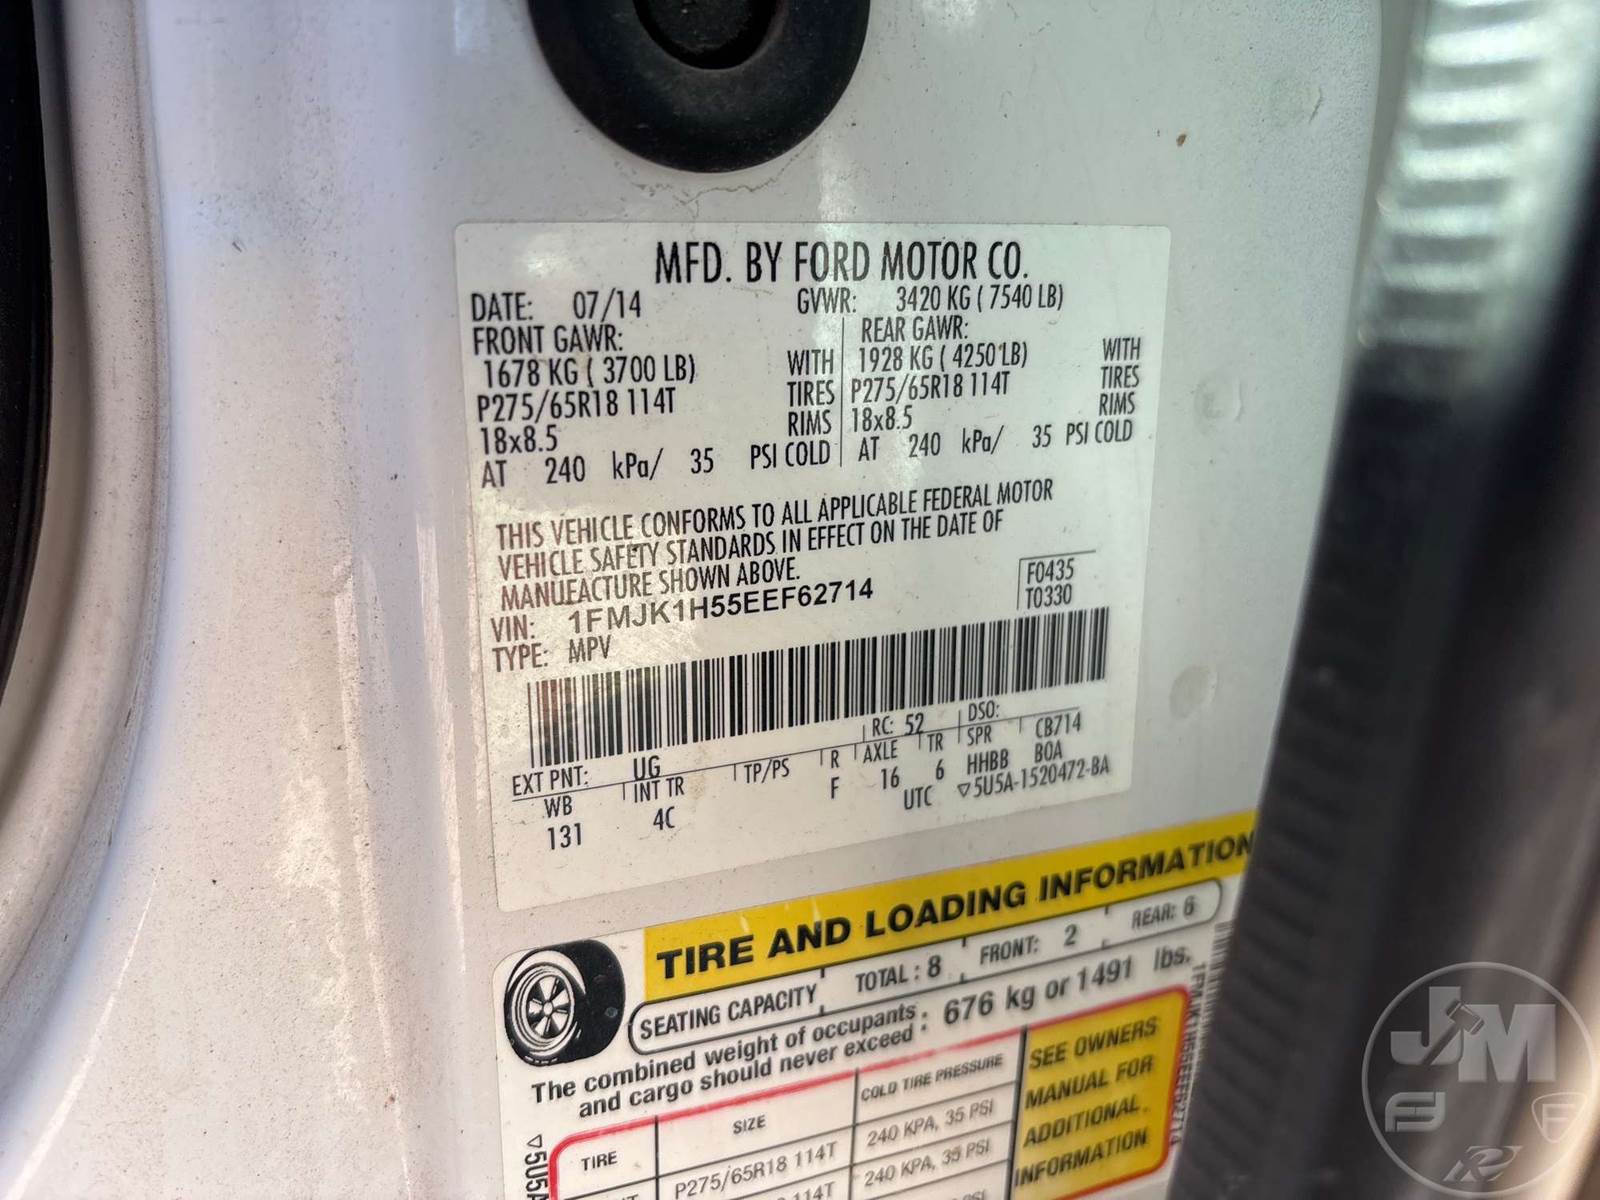 MFD. BY FORD MOTOR CO.
DATE: 07/14 GVWR: 3420 KG ( 7540 LB)
FRONT GAWR: REAR GAWR:
1678 KG ( 3700 LB) WITH 1928 KG ( 4250 LB) WITH
P275/65R18 114T TIRES P275/65R18 114T TIRES
18x8.5 RIMS 18x8.5 RIMS
AT 240 kPa/ 35 PSI COLD AT 240 kPa/ 35 PSI COLD
THIS VEHICLE CONFORMS TO ALL APPLICABLE FEDERAL MOTOR
VEHICLE SAFETY STANDARDS IN EFFECT ON THE DATE OF
MANUFACTURE SHOWN ABOVE.
F0435
VIN: 1FMJK1H55EEF62714 T0330
TYPE: MPV
RC: 52 DSO:
EXT PNT: UG CB714
WB INT TR TP/PS R AXLE TR SPR BOA
131 4C F 16 6 HHBB
UTC ▽5U5A-1520472-BA
TIRE AND LOADING INFORMATION
SEATING CAPACITY TOTAL : 8 FRONT: 2 REAR: 6
The combined weight of occupants
and cargo should never exceed : 676 kg or 1491 lbs.
TIRE SIZE COLD TIRE PRESSURE
P275/65R18 114T 240 KPA, 35 PSI
114T 240 KPA, 35 PSI
PSI
SEE OWNERS
MANUAL FOR
ADDITIONAL
INFORMATION
▽5U5A
1FMJK1H55EEF62714
JM